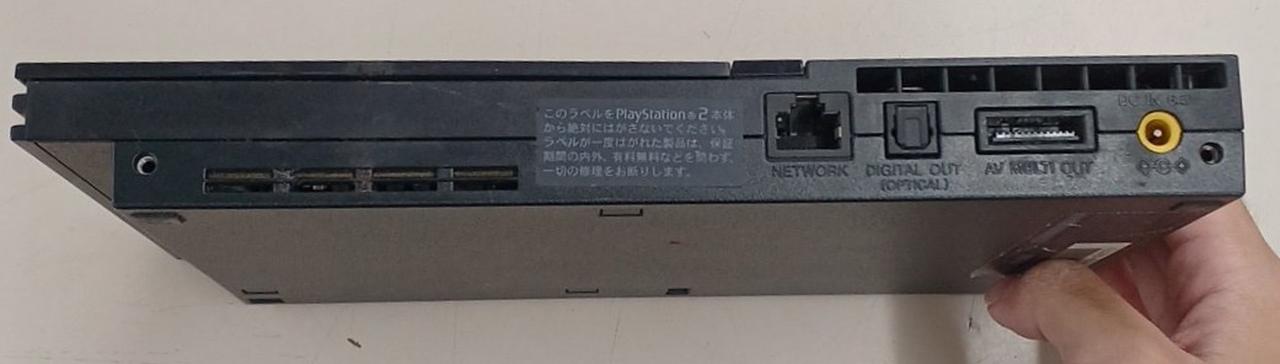 このラベルをPlayStation®2本体
から絶対にはがさないでください。
ラベルが一度はがれた製品は、保証
期間の内外、有料無料などを問わず、
一切の修理をお断りします。
NETWORK
DIGITAL OUT
(OPTICAL)
AV MULTI OUT
DC IN 8.5